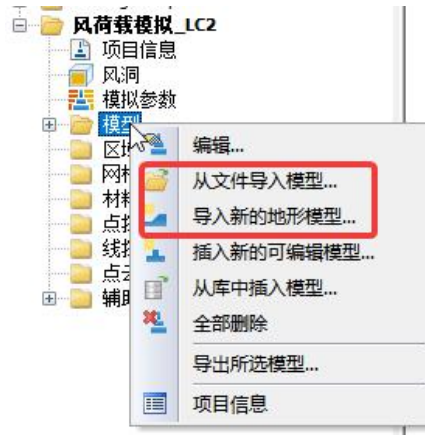 风荷载模拟_LC2
项目信息
风洞
模拟参数
模型
编辑...
从文件导入模型...
导入新的地形模型...
插入新的可编辑模型...
从库中插入模型...
全部删除
导出所选模型...
项目信息